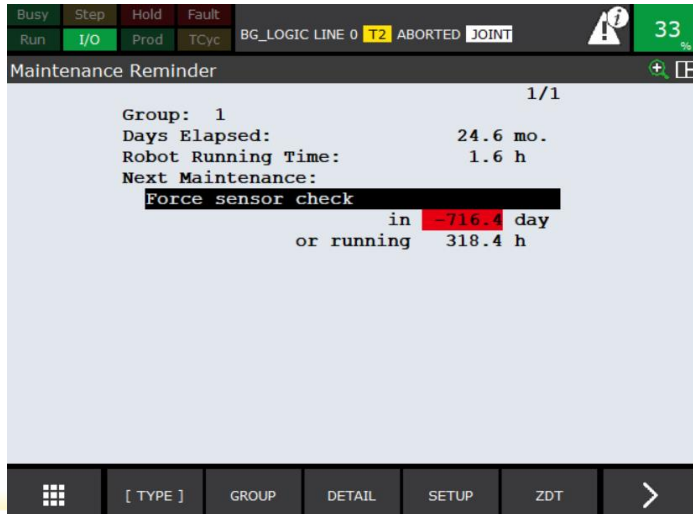 Busy Step Hold Fault
Run I/O Prod TCyc BG_LOGIC LINE 0 T2 ABORTED JOINT 33 %
Maintenance Reminder
1/1
Group: 1
Days Elapsed: 24.6 mo.
Robot Running Time: 1.6 h
Next Maintenance:
Force sensor check
in -716.4 day
or running 318.4 h
[ TYPE ] GROUP DETAIL SETUP ZDT >